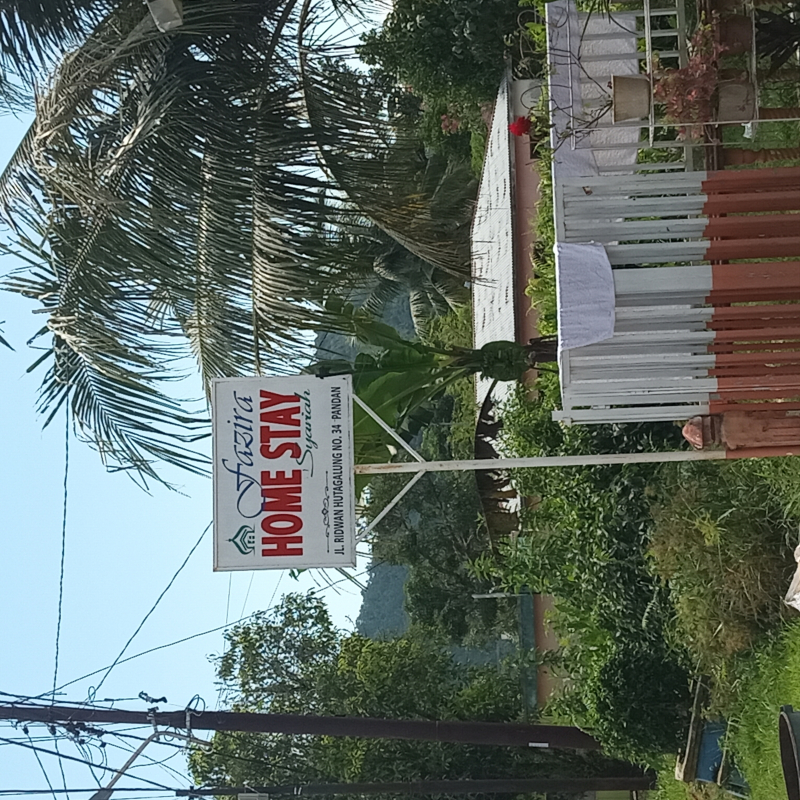 Fazira
HOME STAY
Syariah
JL. RIDWAN HUTAGALUNG NO. 34 PANDAN